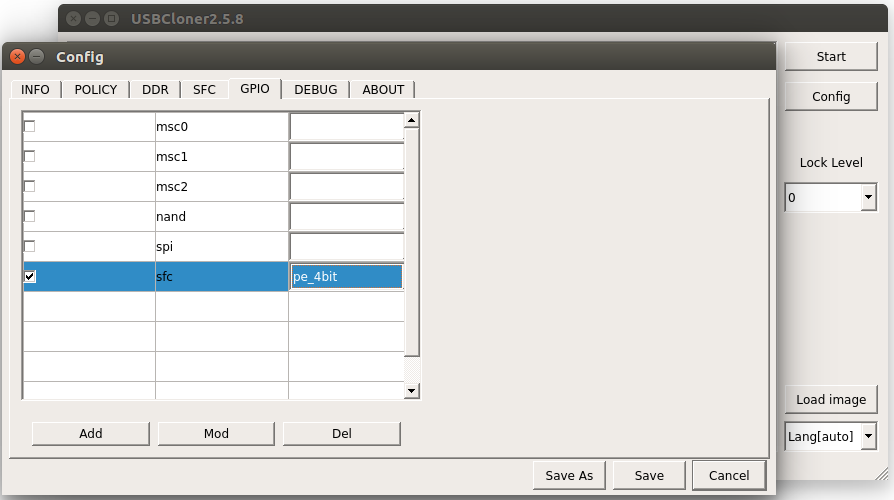 USBCloner2.5.8
Config
INFO POLICY DDR SFC GPIO DEBUG ABOUT
msc0
msc1
msc2
nand
spi
sfc pe_4bit
Add Mod Del
Save As Save Cancel
Start
Config
Lock Level
0
Load image
Lang[auto]